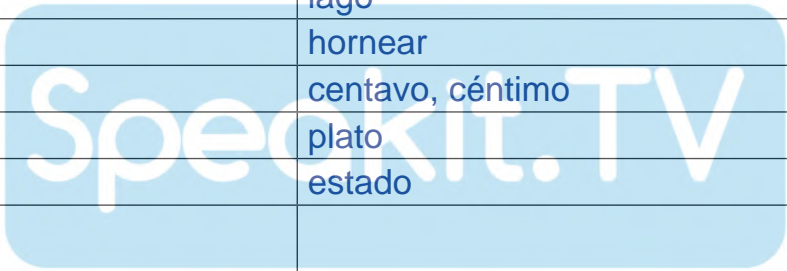 lago
hornear
centavo, céntimo
plato
estado
Speakit.TV